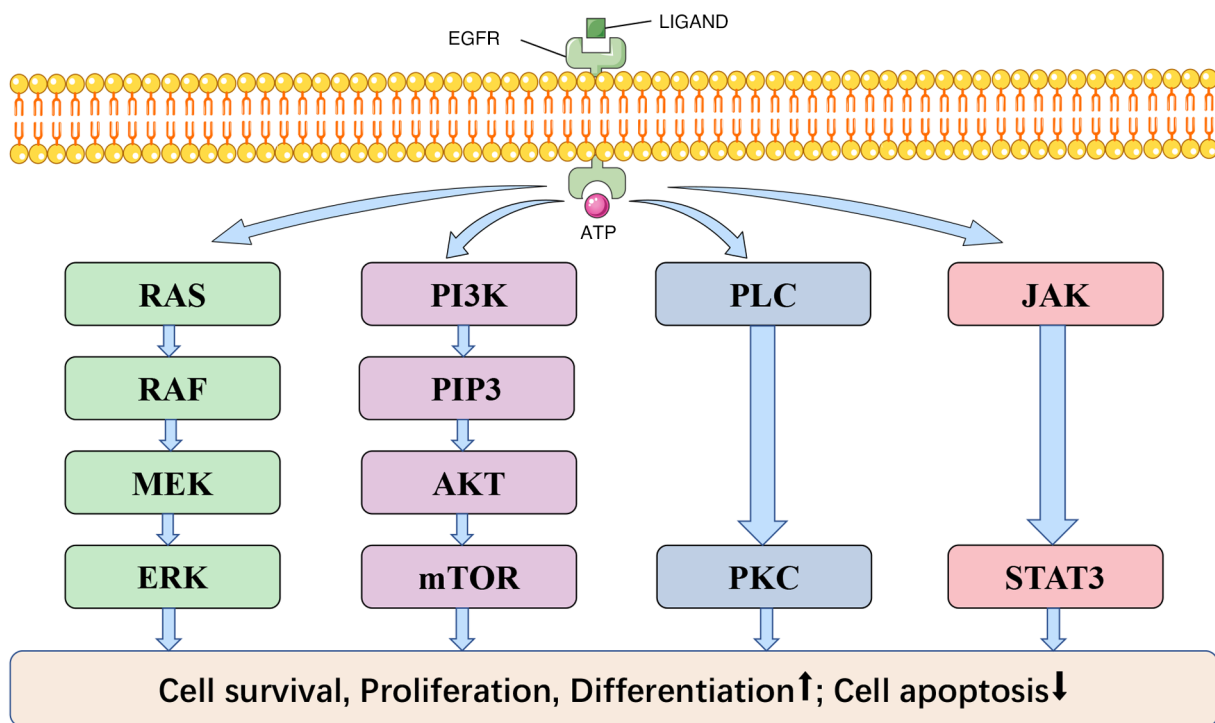 LIGAND
EGFR
ATP
RAS
PI3K
PLC
JAK
RAF
PIP3
MEK
AKT
ERK
mTOR
PKC
STAT3
Cell survival, Proliferation, Differentiation⬆; Cell apoptosis⬇